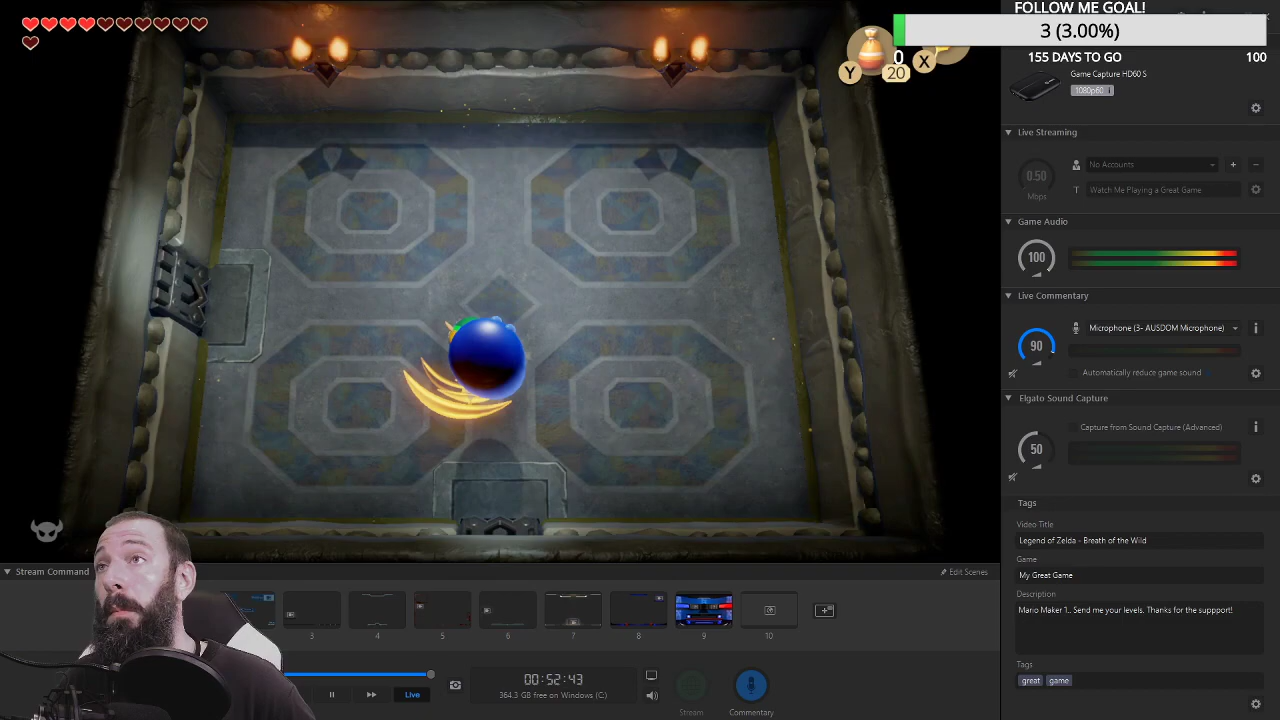 FOLLOW ME GOAL!
3 (3.00%)
0
155 DAYS TO GO
100
Y
20
X
Game Capture HD60 S
1080p60
Live Streaming
0.50
Mbps
No Accounts
T
Watch Me Playing a Great Game
Game Audio
100
Live Commentary
90
Microphone (3- AUSDOM Microphone)
Automatically reduce game sound
Elgato Sound Capture
50
Capture from Sound Capture (Advanced)
Tags
Video Title
Legend of Zelda - Breath of the Wild
Game
My Great Game
Description
Mario Maker 1.. Send me your levels. Thanks for the suppport!
Tags
great
game
Stream Command
Edit Scenes
3
4
5
6
7
8
9
10
Live
00:52:43
364.3 GB free on Windows (C)
Stream
Commentary